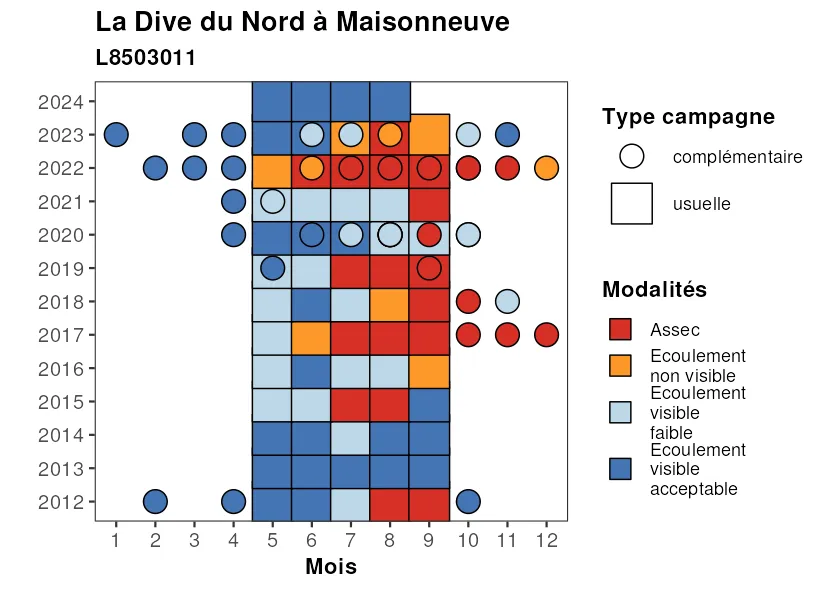 La Dive du Nord à Maisonneuve
L8503011
2024
2023
2022
2021
2020
2019
2018
2017
2016
2015
2014
2013
2012
1 2 3 4 5 6 7 8 9 10 11 12
Mois
Type campagne
complémentaire
usuelle
Modalités
Assec
Ecoulement
non visible
Ecoulement
visible
faible
Ecoulement
visible
acceptable